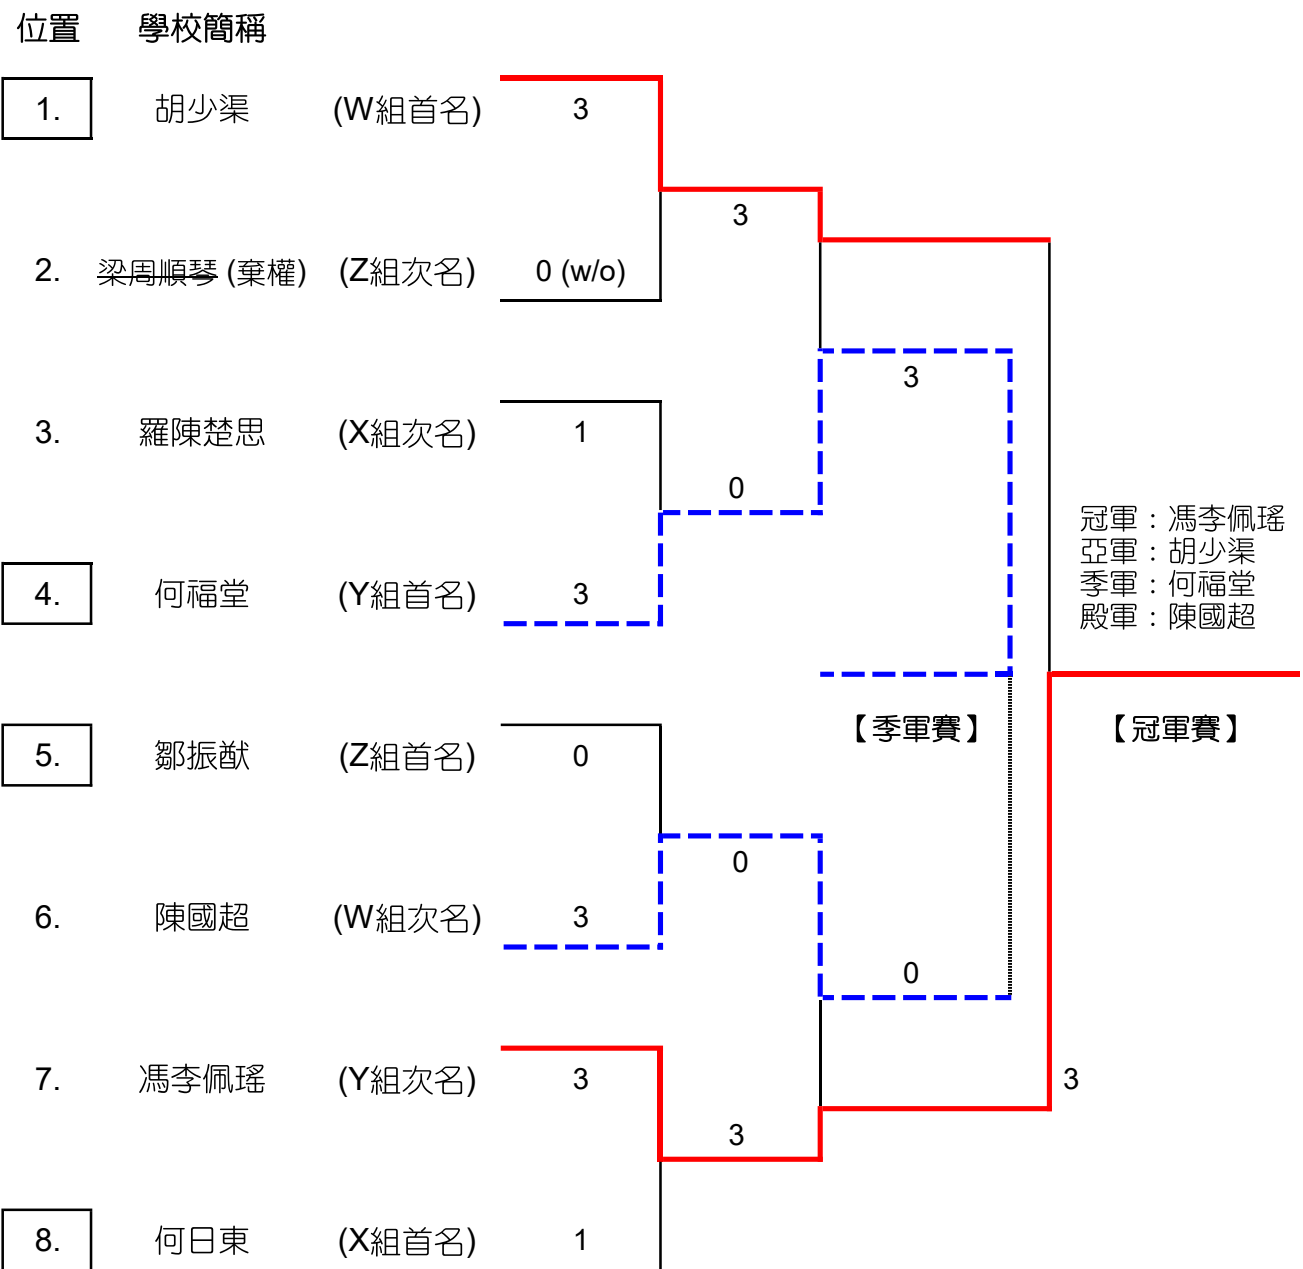 位置 學校簡稱
1. 胡少渠 (W組首名) 3
3
2. 梁周順琴 (棄權) (Z組次名) 0 (w/o)
3
3. 羅陳楚思 (X組次名) 1
0
冠軍：馮李佩瑤
亞軍：胡少渠
季軍：何福堂
殿軍：陳國超
4. 何福堂 (Y組首名) 3
【季軍賽】 【冠軍賽】
5. 鄒振猷 (Z組首名) 0
0
6. 陳國超 (W組次名) 3
0
7. 馮李佩瑤 (Y組次名) 3 3
3
8. 何日東 (X組首名) 1